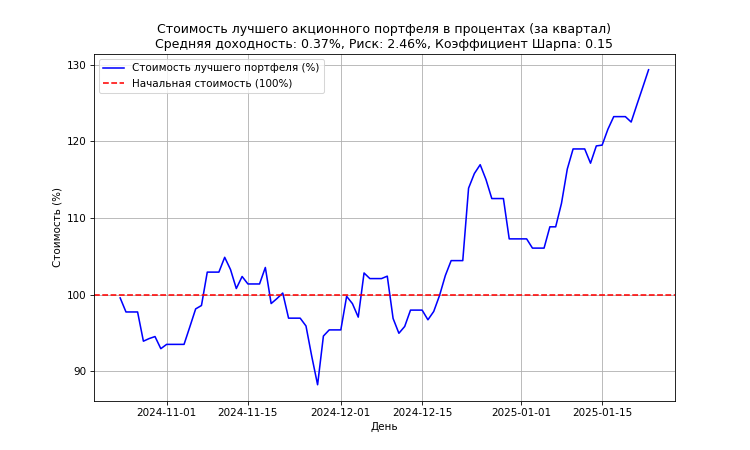 Стоимость лучшего акционного портфеля в процентах (за квартал)
Средняя доходность: 0.37%, Риск: 2.46%, Коэффициент Шарпа: 0.15
Стоимость лучшего портфеля (%)
Начальная стоимость (100%)
Стоимость (%)
130
120
110
100
90
2024-11-01 2024-11-15 2024-12-01 2024-12-15 2025-01-01 2025-01-15
День